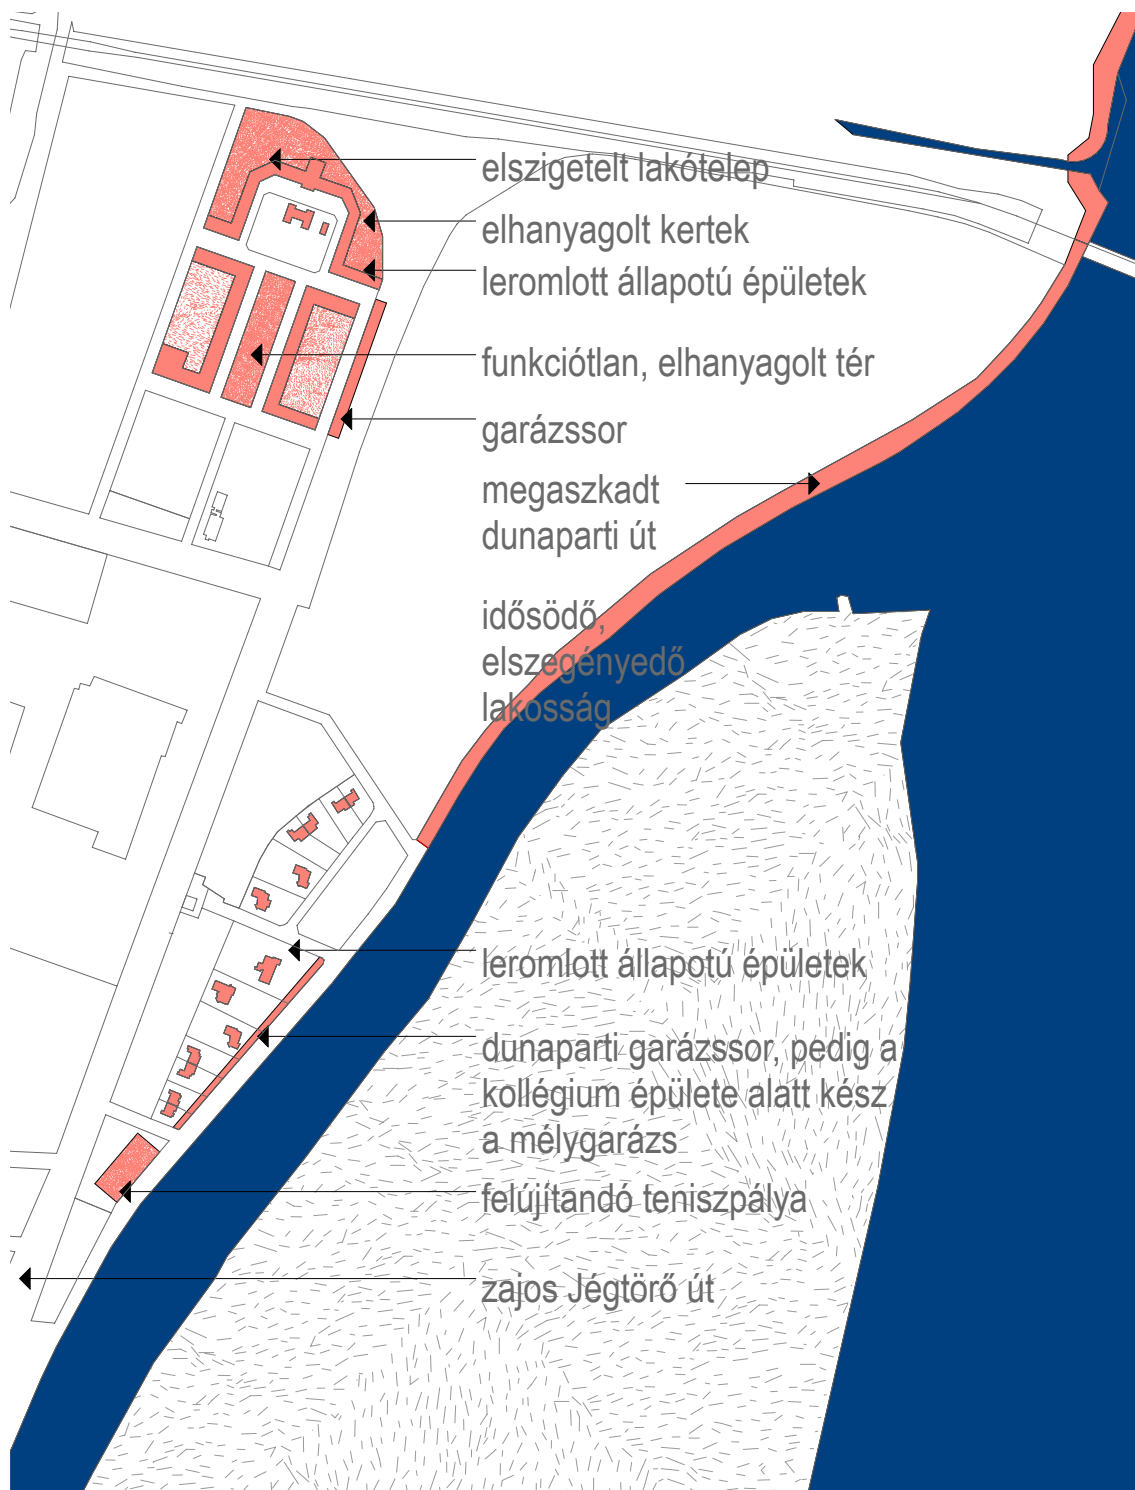 elszigetelt lakótelep
elhanyagolt kertek
leromlott állapotú épületek
funkciótlan, elhanyagolt tér
garázssor
megaszkadt
dunaparti út
idősödő,
elszegényedő
lakosság
leromlott állapotú épületek
dunaparti garázssor, pedig a
kollégium épülete alatt kész
a mélygarázs
felújítandó teniszpálya
zajos Jégtörő út